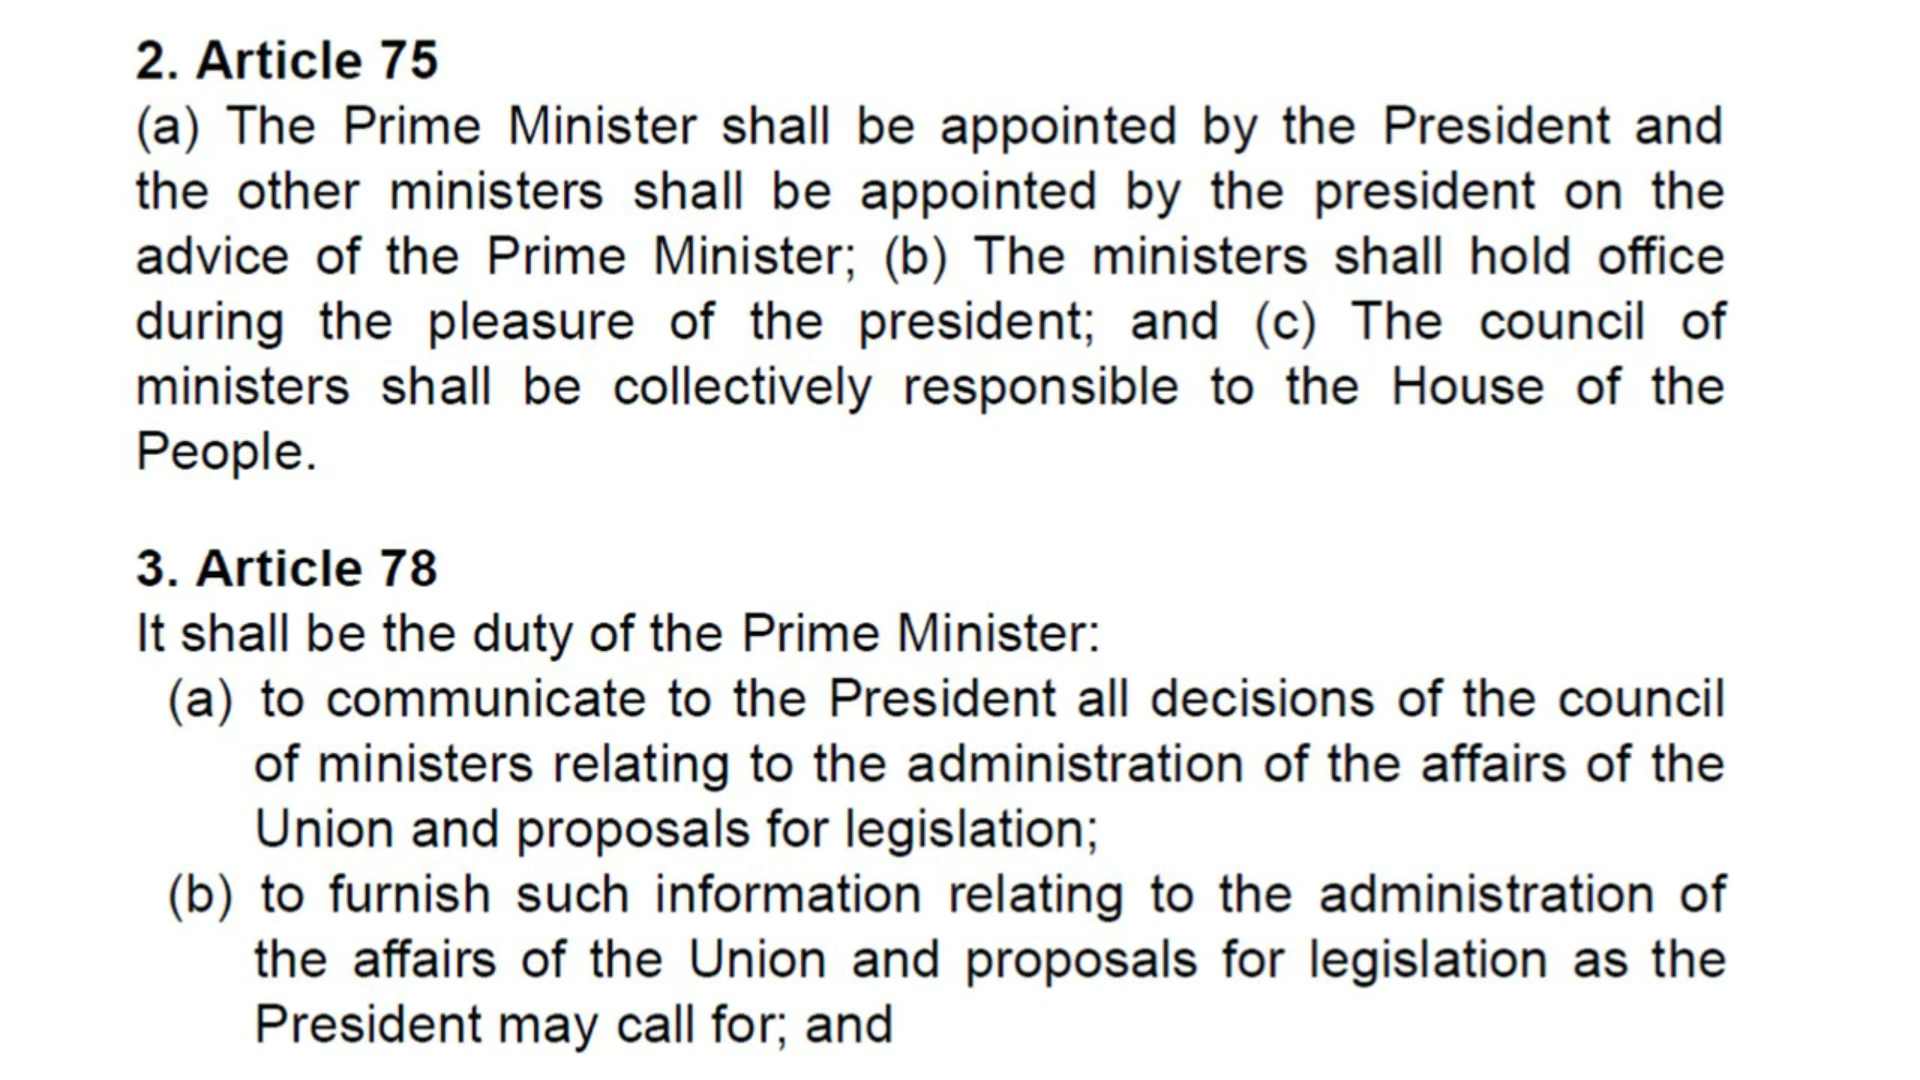 2. Article 75
(a) The Prime Minister shall be appointed by the President and
the other ministers shall be appointed by the president on the
advice of the Prime Minister; (b) The ministers shall hold office
during the pleasure of the president; and (c) The council of
ministers shall be collectively responsible to the House of the
People.
3. Article 78
It shall be the duty of the Prime Minister:
(a) to communicate to the President all decisions of the council
of ministers relating to the administration of the affairs of the
Union and proposals for legislation;
(b) to furnish such information relating to the administration of
the affairs of the Union and proposals for legislation as the
President may call for; and